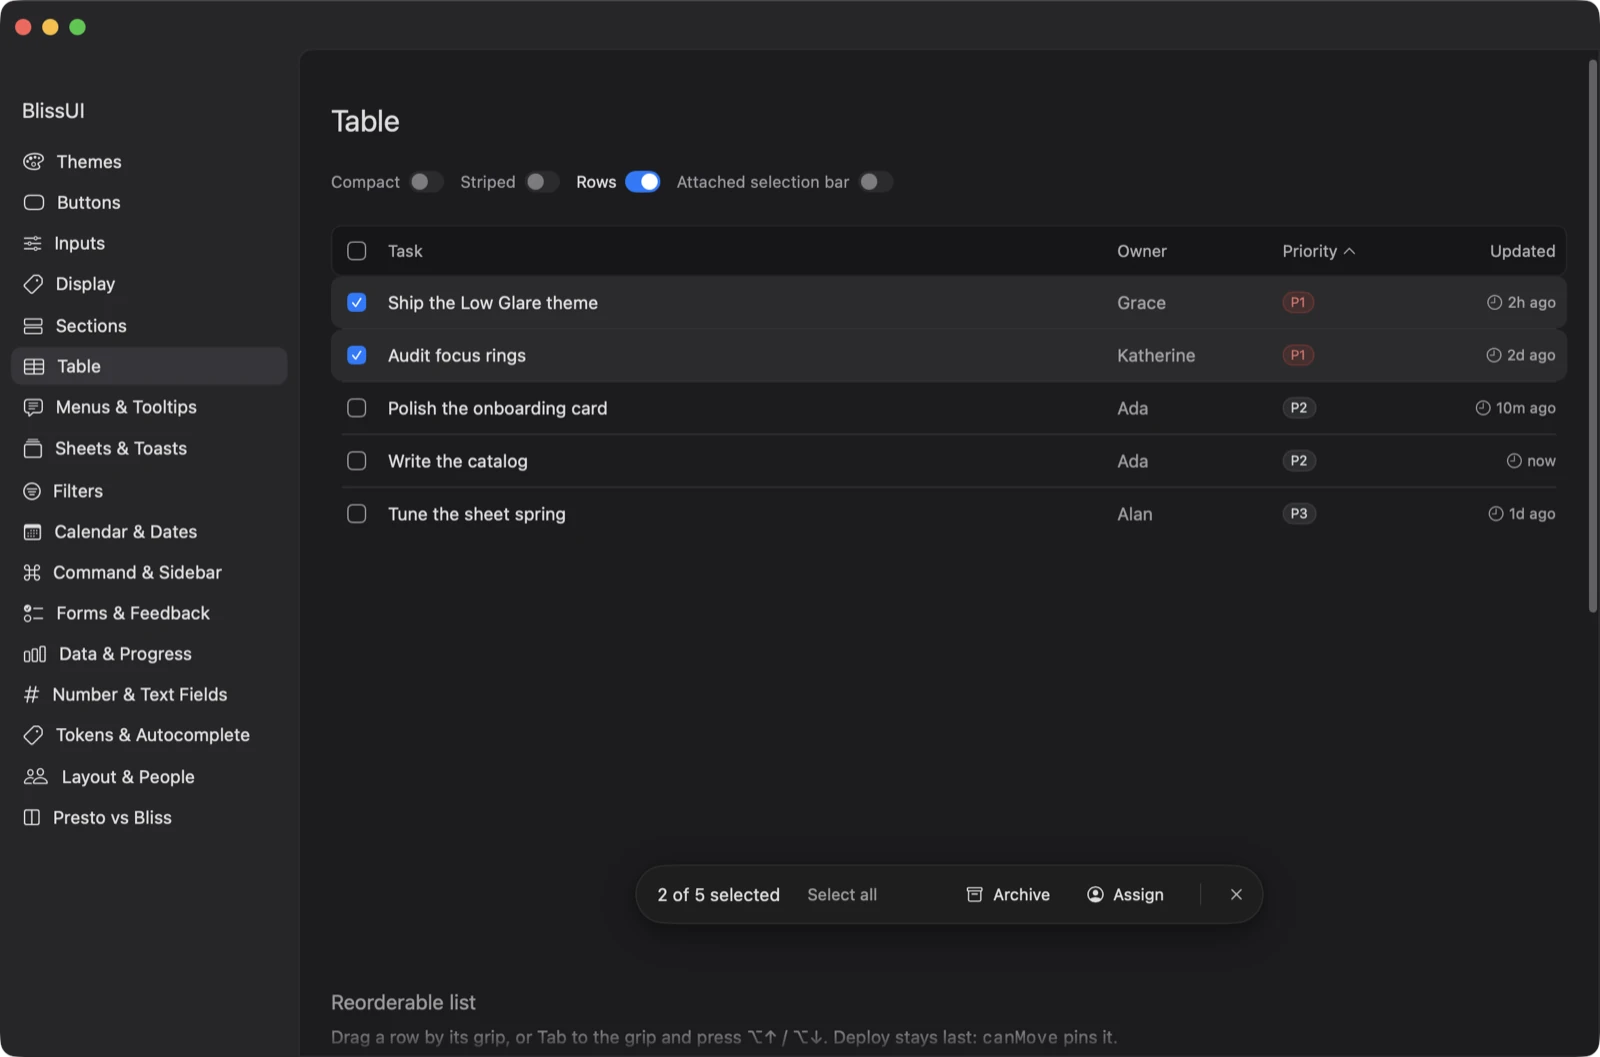 BlissUI
Themes
Buttons
Inputs
Display
Sections
Table
Menus & Tooltips
Sheets & Toasts
Filters
Calendar & Dates
Command & Sidebar
Forms & Feedback
Data & Progress
Number & Text Fields
Tokens & Autocomplete
Layout & People
Presto vs Bliss
Table
Compact Striped Rows Attached selection bar
Task Owner Priority Updated
Ship the Low Glare theme Grace P1 2h ago
Audit focus rings Katherine P1 2d ago
Polish the onboarding card Ada P2 10m ago
Write the catalog Ada P2 now
Tune the sheet spring Alan P3 1d ago
2 of 5 selected Select all Archive Assign
Reorderable list
Drag a row by its grip, or Tab to the grip and press ⌥↑ / ⌥↓. Deploy stays last: canMove pins it.